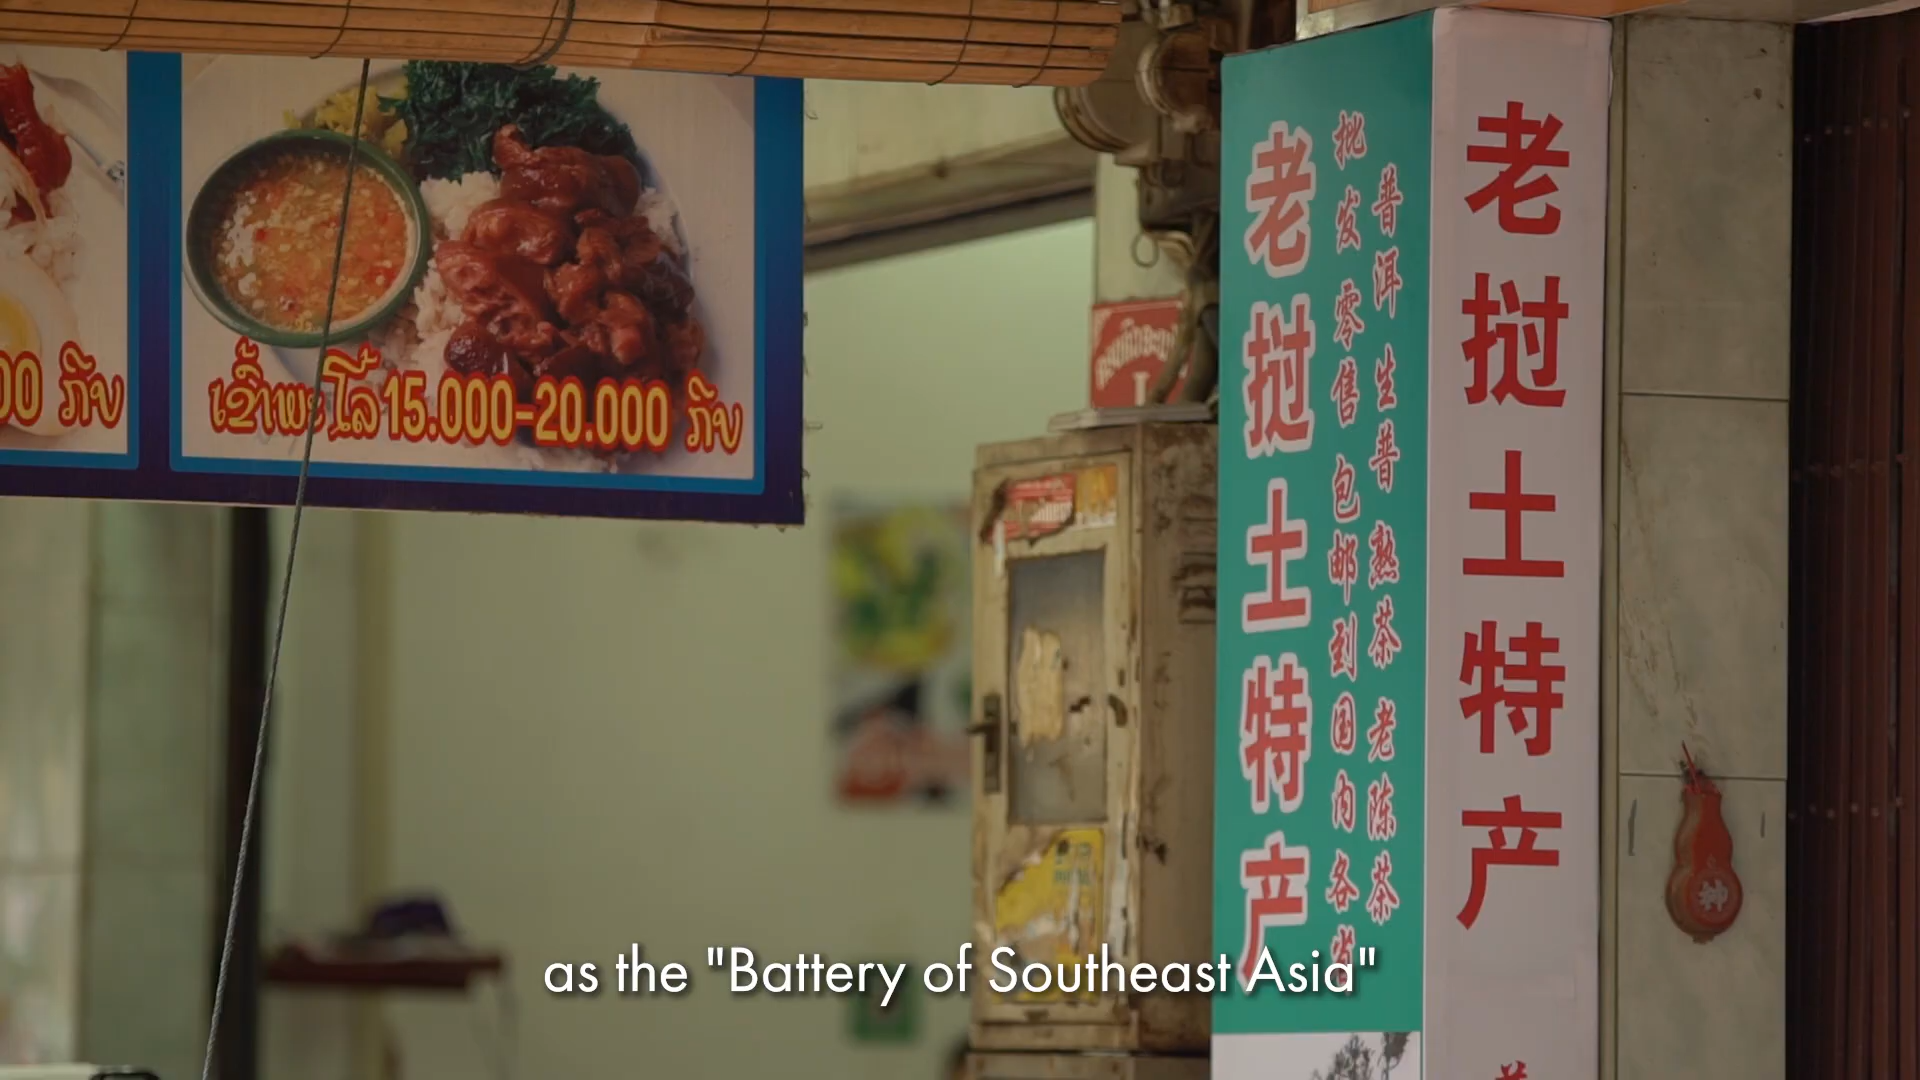 00 ກີບ
ເຂົ້າພະໂລ້ 15.000-20.000 ກີບ
老挝土特产
批发零售包邮到国内各省
普洱生普熟茶老陈茶
老挝土特产
as the "Battery of Southeast Asia"